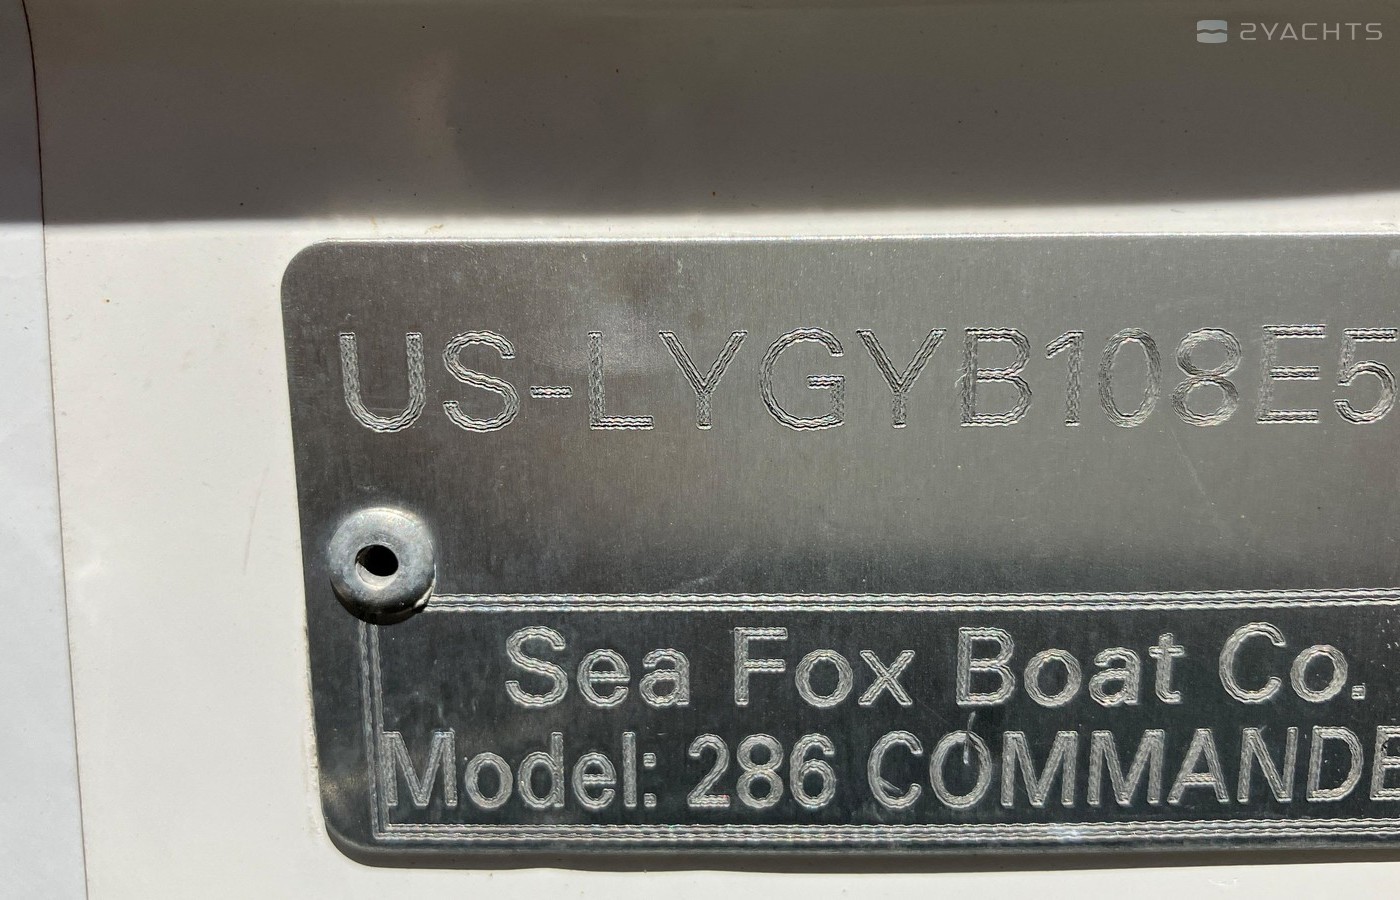 2YACHTS
US-LYGYB108E5
Sea Fox Boat Co.
Model: 286 COMMANDE